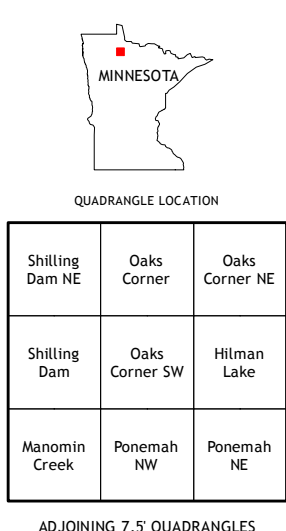 MINNESOTA
QUADRANGLE LOCATION
Shilling
Dam NE
Oaks
Corner
Oaks
Corner NE
Shilling
Dam
Oaks
Corner SW
Hilman
Lake
Manomin
Creek
Ponemah
NW
Ponemah
NE
ADJOINING 7.5' QUADRANGLES